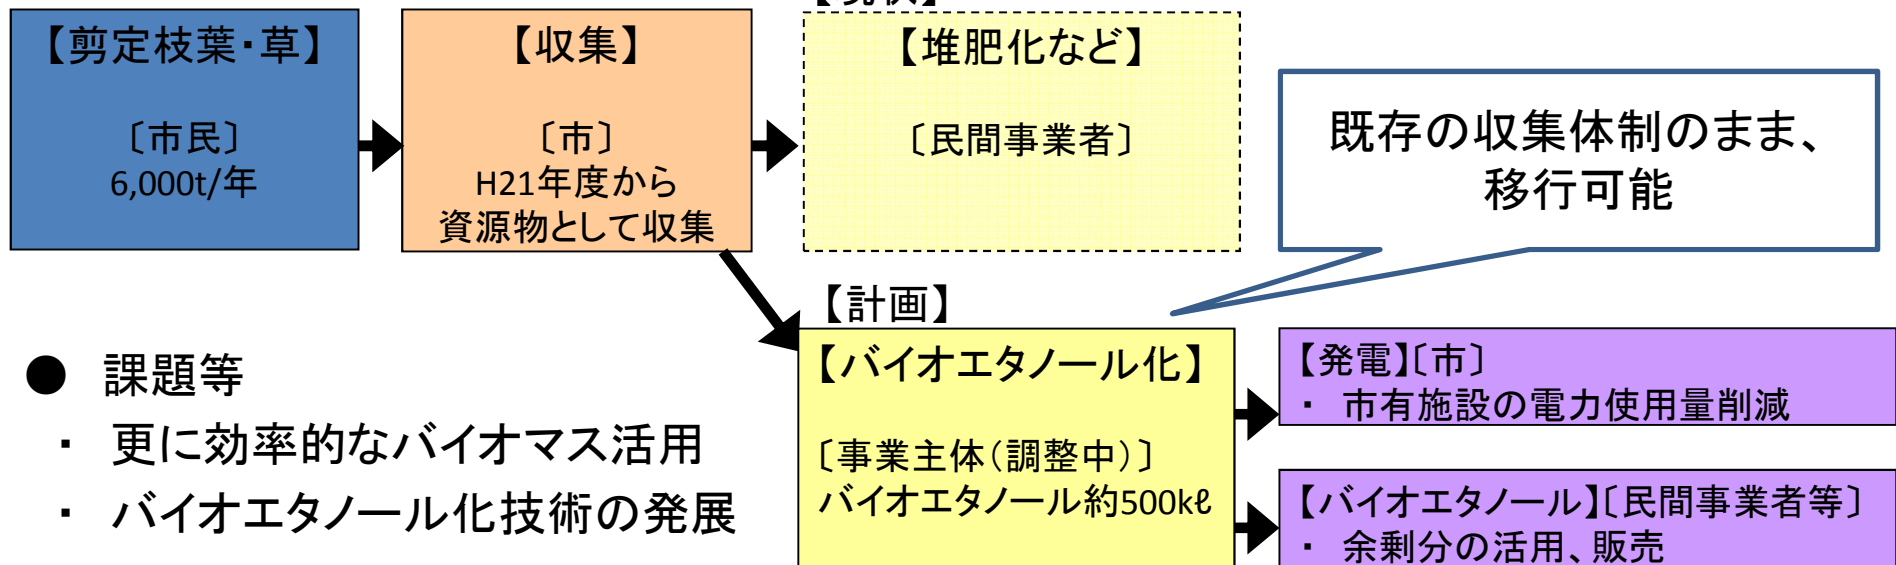 【剪定枝葉・草】
〔市民〕
6,000t/年
【収集】
〔市〕
H21年度から
資源物として収集
【堆肥化など】
〔民間事業者〕
既存の収集体制のまま、
移行可能
【計画】
【バイオエタノール化】
〔事業主体(調整中)〕
バイオエタノール約500kℓ
【発電】〔市〕
・ 市有施設の電力使用量削減
【バイオエタノール】〔民間事業者等〕
・ 余剰分の活用、販売
● 課題等
・ 更に効率的なバイオマス活用
・ バイオエタノール化技術の発展